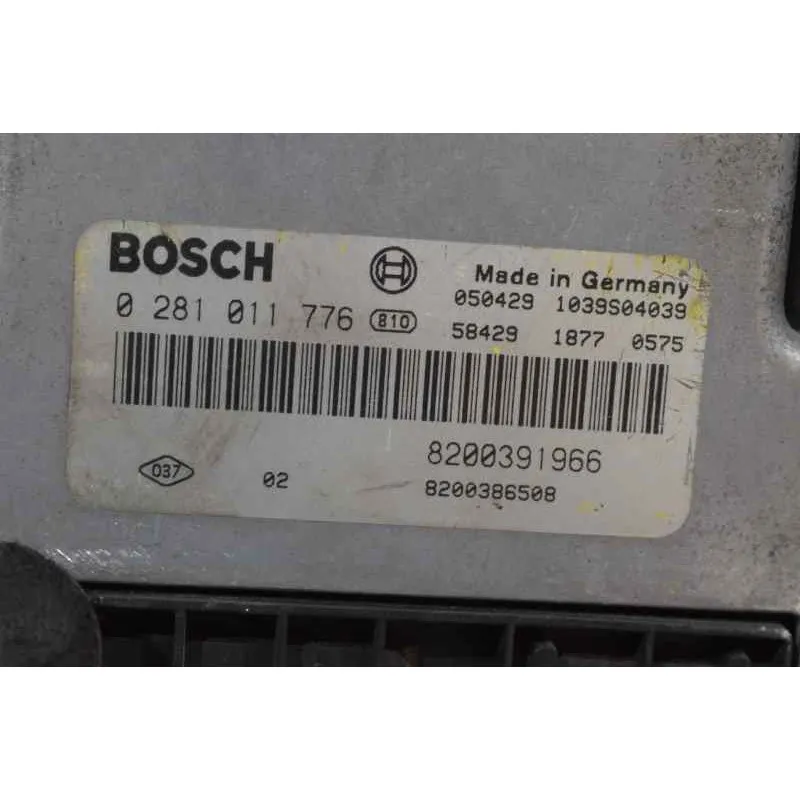 BOSCH
Made in Germany
0 281 011 776 810
050429 1039S04039
58429 1877 0575
8200391966
037 02
8200386508